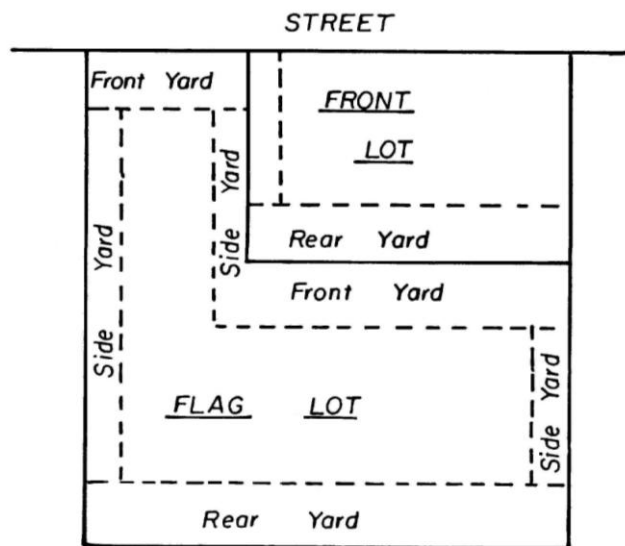 STREET
Front Yard
FRONT
LOT
Side Yard
Side Yard
Rear Yard
Front Yard
FLAG LOT
Side Yard
Rear Yard